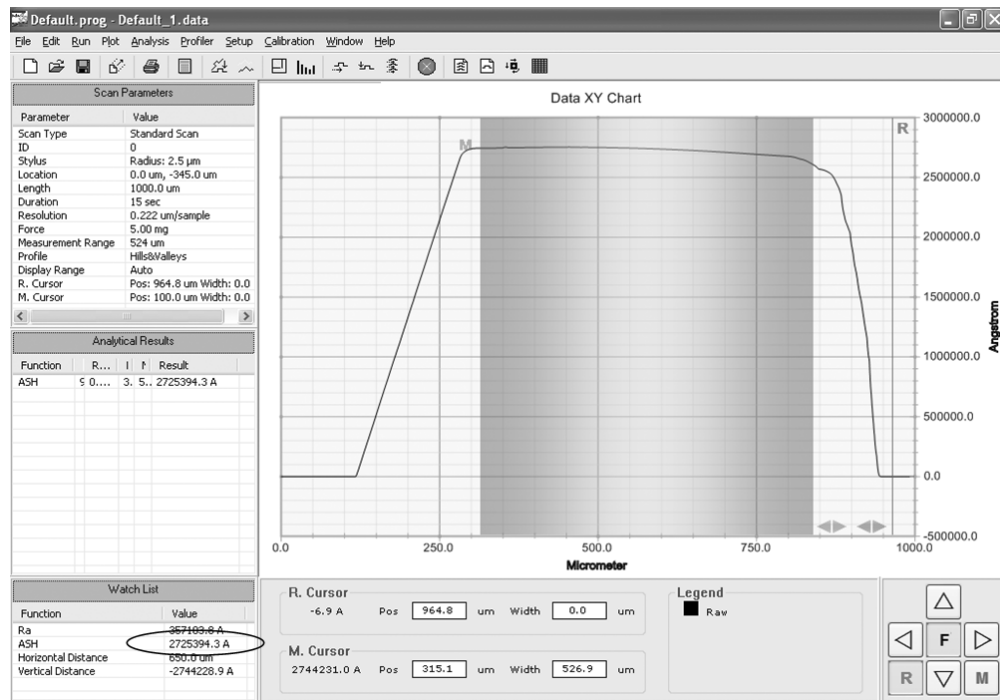 Default.prog - Default_1.data
File Edit Run Plot Analysis Profiler Setup Calibration Window Help
Scan Parameters
Parameter Value
Scan Type Standard Scan
ID 0
Stylus Radius: 2.5 µm
Location 0.0 um, -345.0 um
Length 1000.0 um
Duration 15 sec
Resolution 0.222 um/sample
Force 5.00 mg
Measurement Range 524 um
Profile Hills&Valleys
Display Range Auto
R. Cursor Pos: 964.8 um Width: 0.0
M. Cursor Pos: 100.0 um Width: 0.0
Analytical Results
Function R... Result
ASH 0.... 3. 5.. 2725394.3 A
Watch List
Function Value
Ra 357183.8 A
ASH 2725394.3 A
Horizontal Distance 650.0 um
Vertical Distance -2744228.9 A
Data XY Chart
M
R
3000000.0
2500000.0
2000000.0
1500000.0
1000000.0
500000.0
0.0
-500000.0
Angstrom
0.0 250.0 500.0 750.0 1000.0
Micrometer
R. Cursor
-6.9 A Pos 964.8 um Width 0.0 um
M. Cursor
2744231.0 A Pos 315.1 um Width 526.9 um
Legend
Raw
F
R M